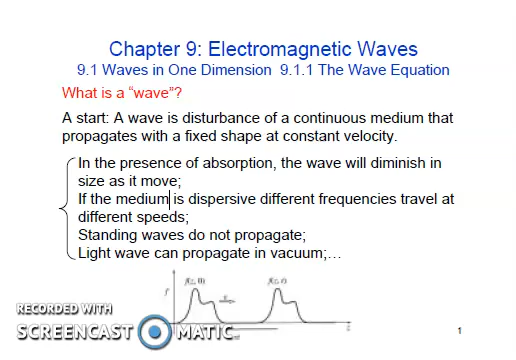 Chapter 9: Electromagnetic Waves
9.1 Waves in One Dimension 9.1.1 The Wave Equation
What is a “wave”?
A start: A wave is disturbance of a continuous medium that
propagates with a fixed shape at constant velocity.
In the presence of absorption, the wave will diminish in
size as it move;
If the medium is dispersive different frequencies travel at
different speeds;
Standing waves do not propagate;
Light wave can propagate in vacuum;…
f
f(z, 0)
f(z, t)
v
z
RECORDED WITH
SCREENCAST MATIC
1